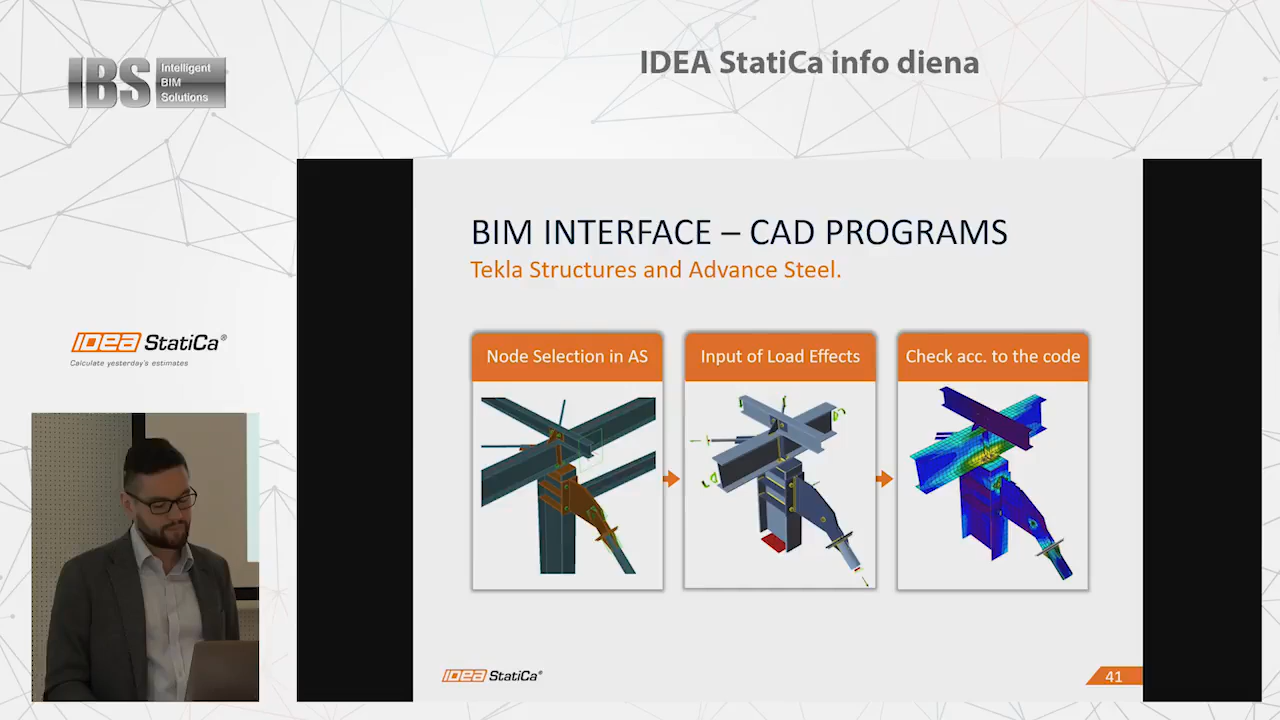 IDEA StatiCa info diena
IBS Intelligent
BIM
Solutions
BIM INTERFACE – CAD PROGRAMS
Tekla Structures and Advance Steel.
Node Selection in AS
Input of Load Effects
Check acc. to the code
IDEA StatiCa®
Calculate yesterday's estimates
IDEA StatiCa®
41